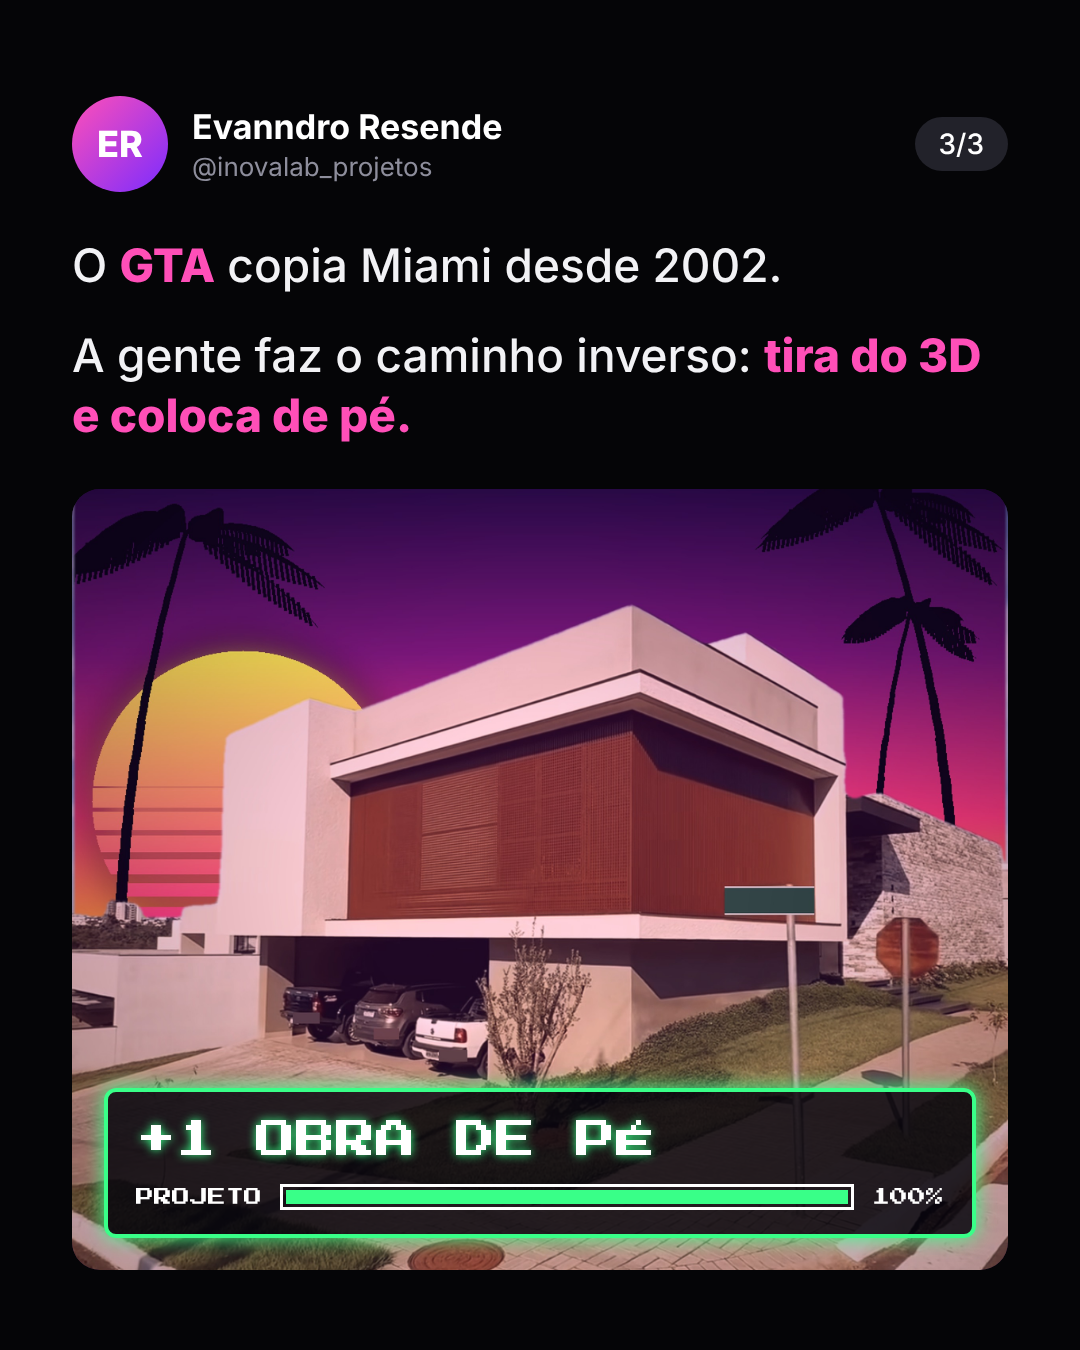 ER
Evanndro Resende
@inovalab_projetos
3/3
O GTA copia Miami desde 2002.
A gente faz o caminho inverso: tira do 3D
e coloca de pé.
+1 OBRA DE Pé
PROJETO
100%